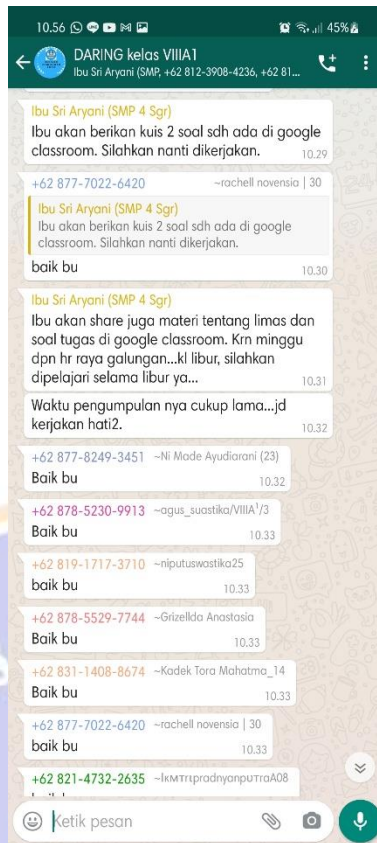 10.56
45%
DARING kelas VIIIA1
Ibu Sri Aryani (SMP, +62 812-3908-4236, +62 81...
Ibu Sri Aryani (SMP 4 Sgr)
Ibu akan berikan kuis 2 soal sdh ada di google
classroom. Silahkan nanti dikerjakan.
10.29
+62 877-7022-6420 ~rachell novensia | 30
Ibu Sri Aryani (SMP 4 Sgr)
Ibu akan berikan kuis 2 soal sdh ada di google
classroom. Silahkan nanti dikerjakan.
baik bu
10.30
Ibu Sri Aryani (SMP 4 Sgr)
Ibu akan share juga materi tentang limas dan
soal tugas di google classroom. Krn minggu
dpn hr raya galungan...kl libur, silahkan
dipelajari selama libur ya...
10.31
Waktu pengumpulan nya cukup lama...jd
kerjakan hati2.
10.32
+62 877-8249-3451 ~Ni Made Ayudiarani (23)
Baik bu
10.32
+62 878-5230-9913 ~agus_suastika/VIIIA¹/3
Baik bu
10.33
+62 819-1717-3710 ~niputuswastika25
baik bu
10.33
+62 878-5529-7744 ~Grizellda Anastasia
Baik bu
10.33
+62 831-1408-8674 ~Kadek Tora Mahatma_14
Baik bu
10.33
+62 877-7022-6420 ~rachell novensia | 30
baik bu
10.33
+62 821-4732-2635
Ketik pesan